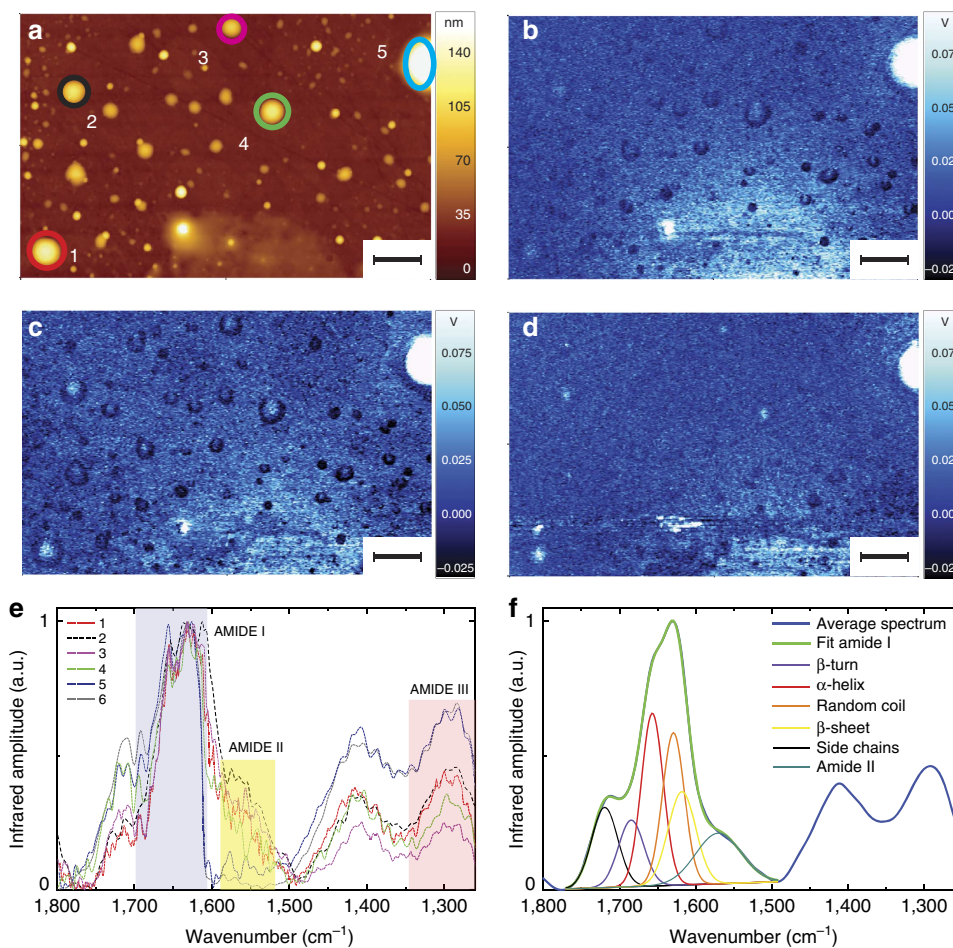 a
nm
140
105
70
35
0
1
2
3
4
5
b
V
0.07
0.05
0.02
0.00
−0.02
c
V
0.075
0.050
0.025
0.000
−0.025
d
V
0.07
0.05
0.02
0.00
−0.02
e
1
2
3
4
5
6
AMIDE I
AMIDE II
AMIDE III
Infrared amplitude (a.u.)
1
0
1,800 1,700 1,600 1,500 1,400 1,300
Wavenumber (cm−1)
f
Average spectrum
Fit amide I
β-turn
α-helix
Random coil
β-sheet
Side chains
Amide II
Infrared amplitude (a.u.)
1
0
1,800 1,700 1,600 1,500 1,400 1,300
Wavenumber (cm−1)